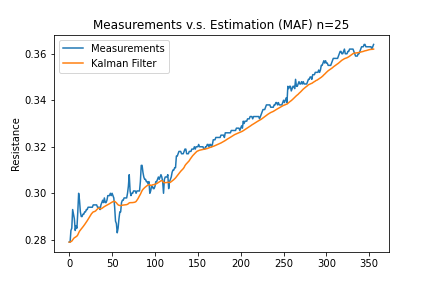 Measurements v.s. Estimation (MAF) n=25
Measurements
Kalman Filter
Resistance
0.36
0.34
0.32
0.30
0.28
0 50 100 150 200 250 300 350